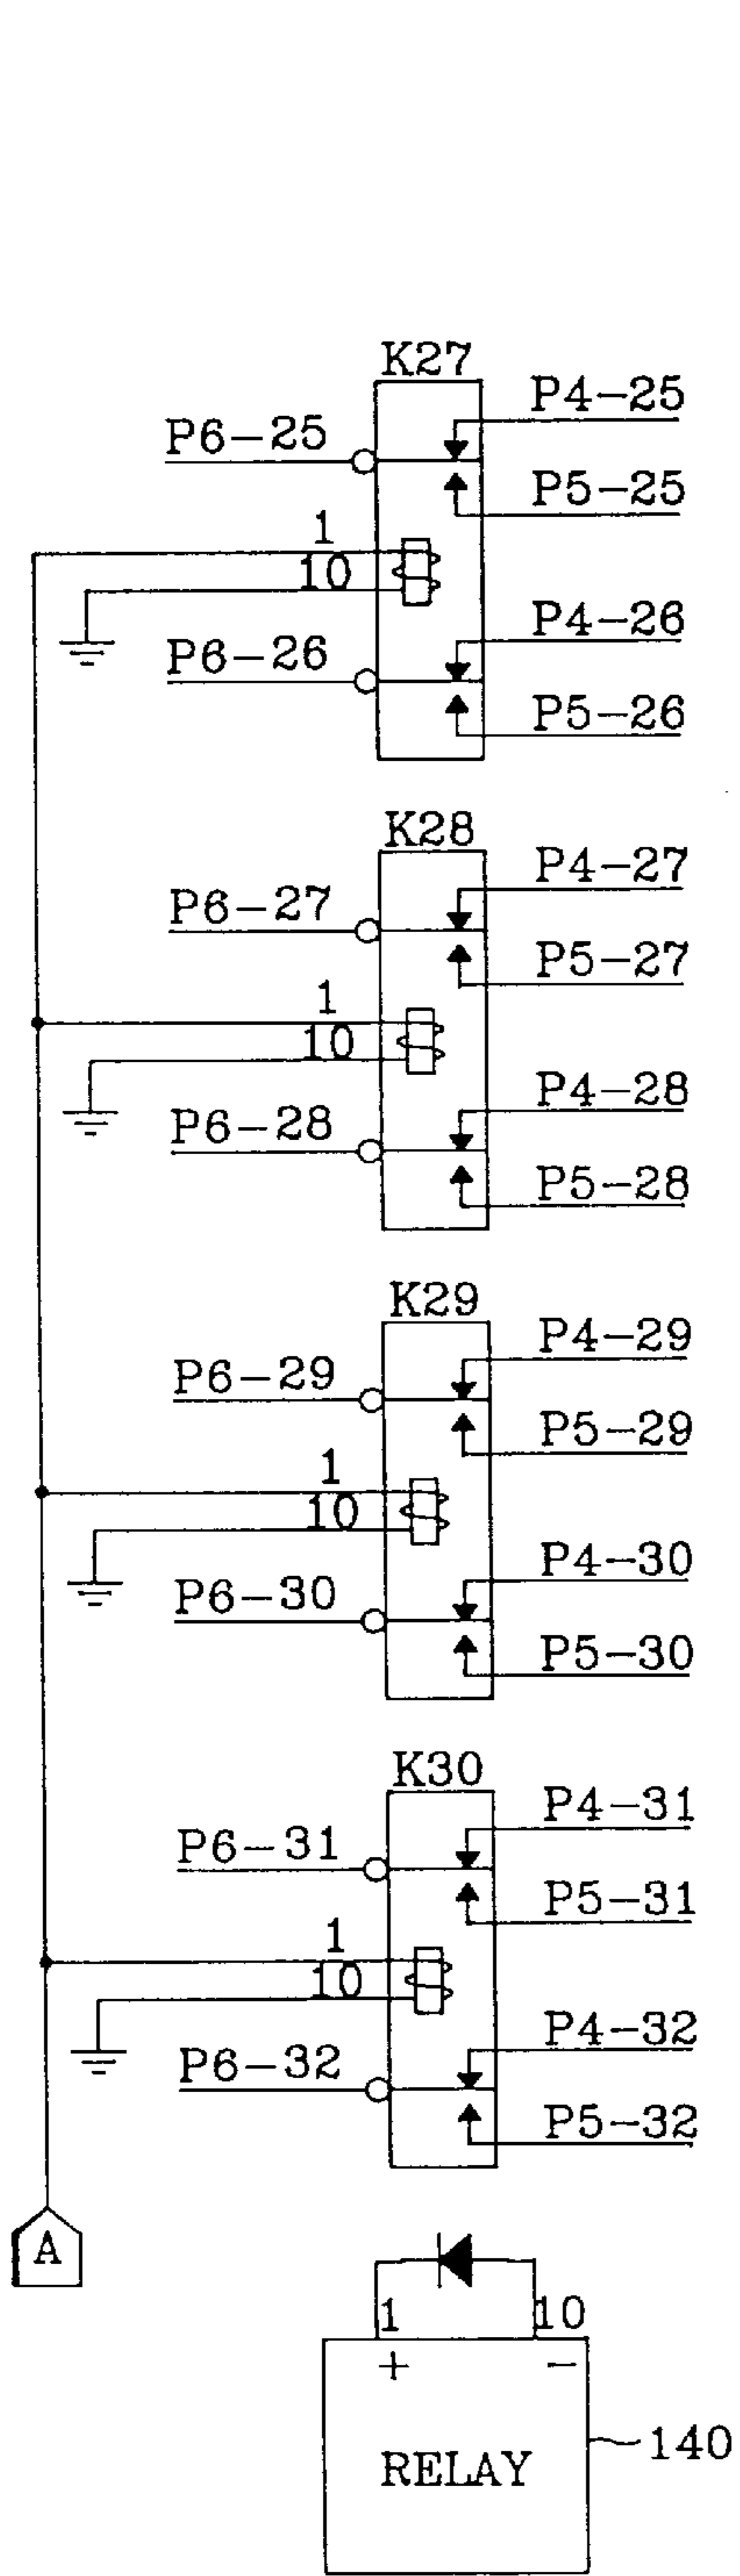 K27
P4-25
P6-25
P5-25
1
10
P4-26
P6-26
P5-26
K28
P4-27
P6-27
P5-27
1
10
P4-28
P6-28
P5-28
K29
P4-29
P6-29
P5-29
1
10
P4-30
P6-30
P5-30
K30
P4-31
P6-31
P5-31
1
10
P4-32
P6-32
P5-32
A
1 10
+ −
140
RELAY